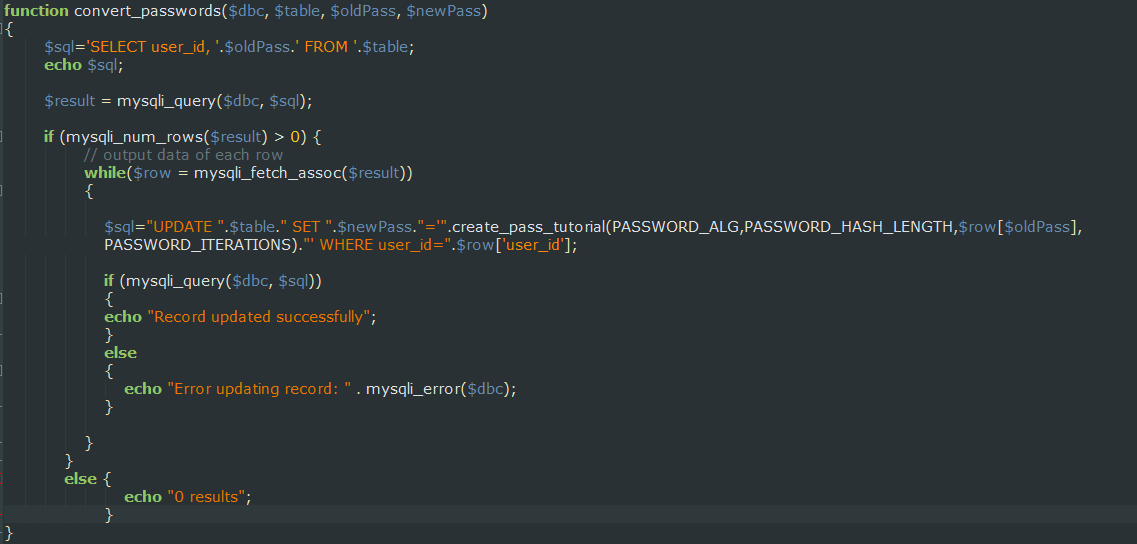 function convert_passwords($dbc, $table, $oldPass, $newPass)
{
$sql='SELECT user_id, '.$oldPass.' FROM '.$table;
echo $sql;
$result = mysqli_query($dbc, $sql);
if (mysqli_num_rows($result) > 0) {
// output data of each row
while($row = mysqli_fetch_assoc($result))
{
$sql="UPDATE ".$table." SET ".$newPass."='".create_pass_tutorial(PASSWORD_ALG,PASSWORD_HASH_LENGTH,$row[$oldPass],
PASSWORD_ITERATIONS)."' WHERE user_id=".$row['user_id'];
if (mysqli_query($dbc, $sql))
{
echo "Record updated successfully";
}
else
{
echo "Error updating record: " . mysqli_error($dbc);
}
}
}
else {
echo "0 results";
}
}